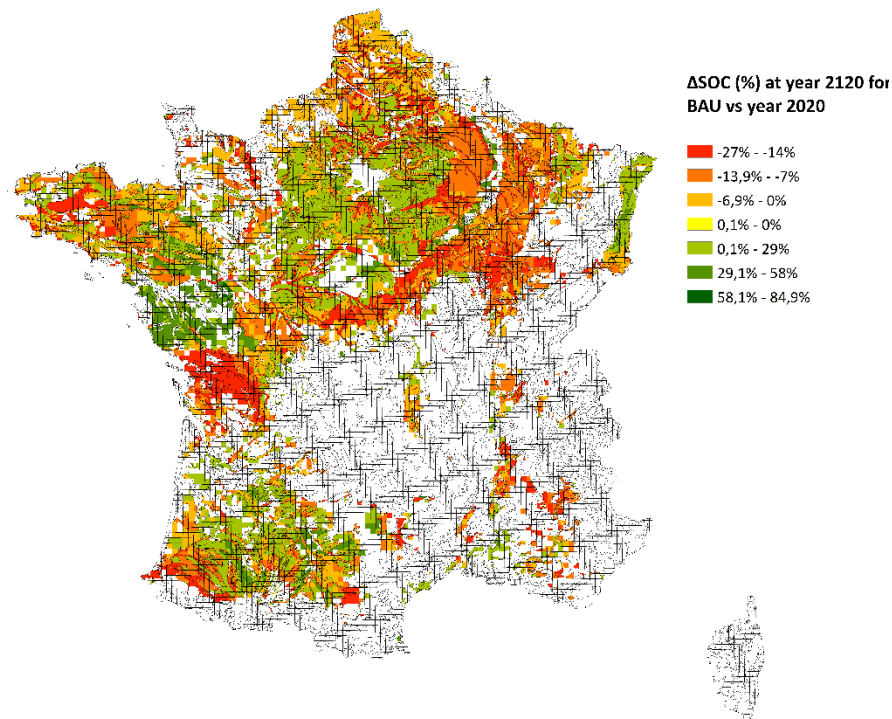 ΔSOC (%) at year 2120 for
BAU vs year 2020
-27% - -14%
-13,9% - -7%
-6,9% - 0%
0,1% - 0%
0,1% - 29%
29,1% - 58%
58,1% - 84,9%